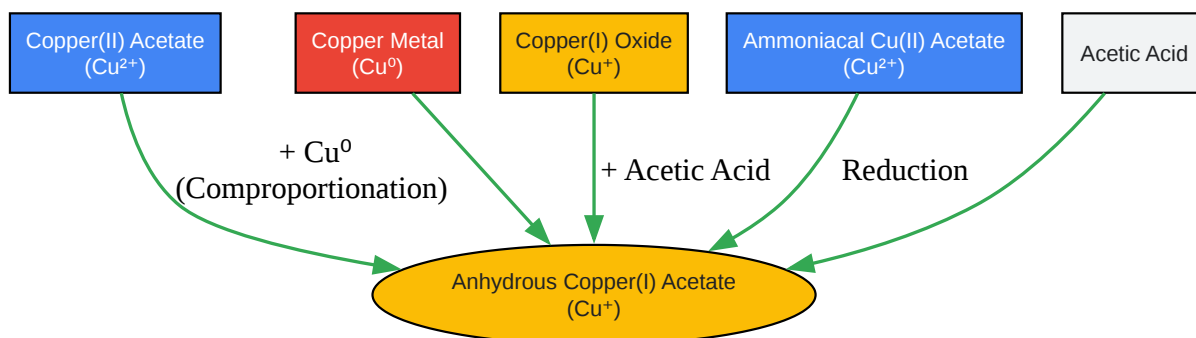 Copper(II) Acetate
(Cu²⁺)
Copper Metal
(Cu⁰)
Copper(I) Oxide
(Cu⁺)
Ammoniacal Cu(II) Acetate
(Cu²⁺)
Acetic Acid
+ Cu⁰
(Comproportionation)
+ Acetic Acid
Reduction
Anhydrous Copper(I) Acetate
(Cu⁺)